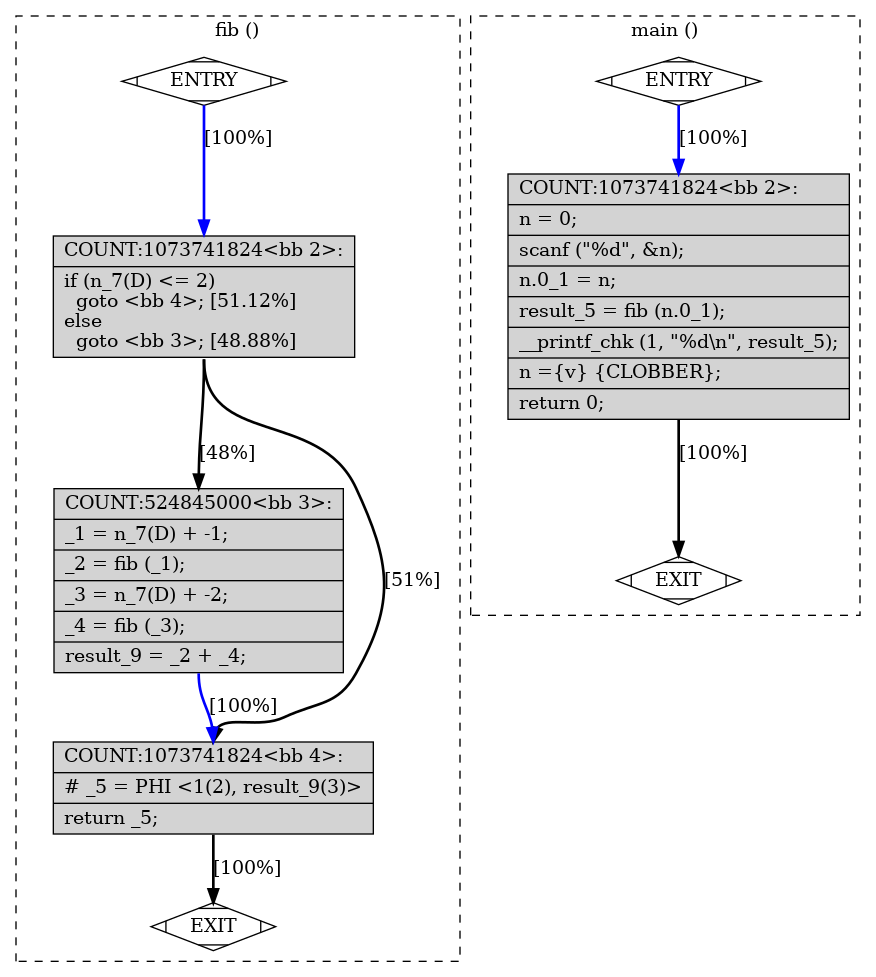 fib ()
ENTRY
[100%]
COUNT:1073741824<bb 2>:
if (n_7(D) <= 2)
  goto <bb 4>; [51.12%]
else
  goto <bb 3>; [48.88%]
[48%]
COUNT:524845000<bb 3>:
_1 = n_7(D) + -1;
_2 = fib (_1);
_3 = n_7(D) + -2;
_4 = fib (_3);
result_9 = _2 + _4;
[51%]
[100%]
COUNT:1073741824<bb 4>:
# _5 = PHI <1(2), result_9(3)>
return _5;
[100%]
EXIT
main ()
ENTRY
[100%]
COUNT:1073741824<bb 2>:
n = 0;
scanf ("%d", &n);
n.0_1 = n;
result_5 = fib (n.0_1);
__printf_chk (1, "%d\n", result_5);
n ={v} {CLOBBER};
return 0;
[100%]
EXIT